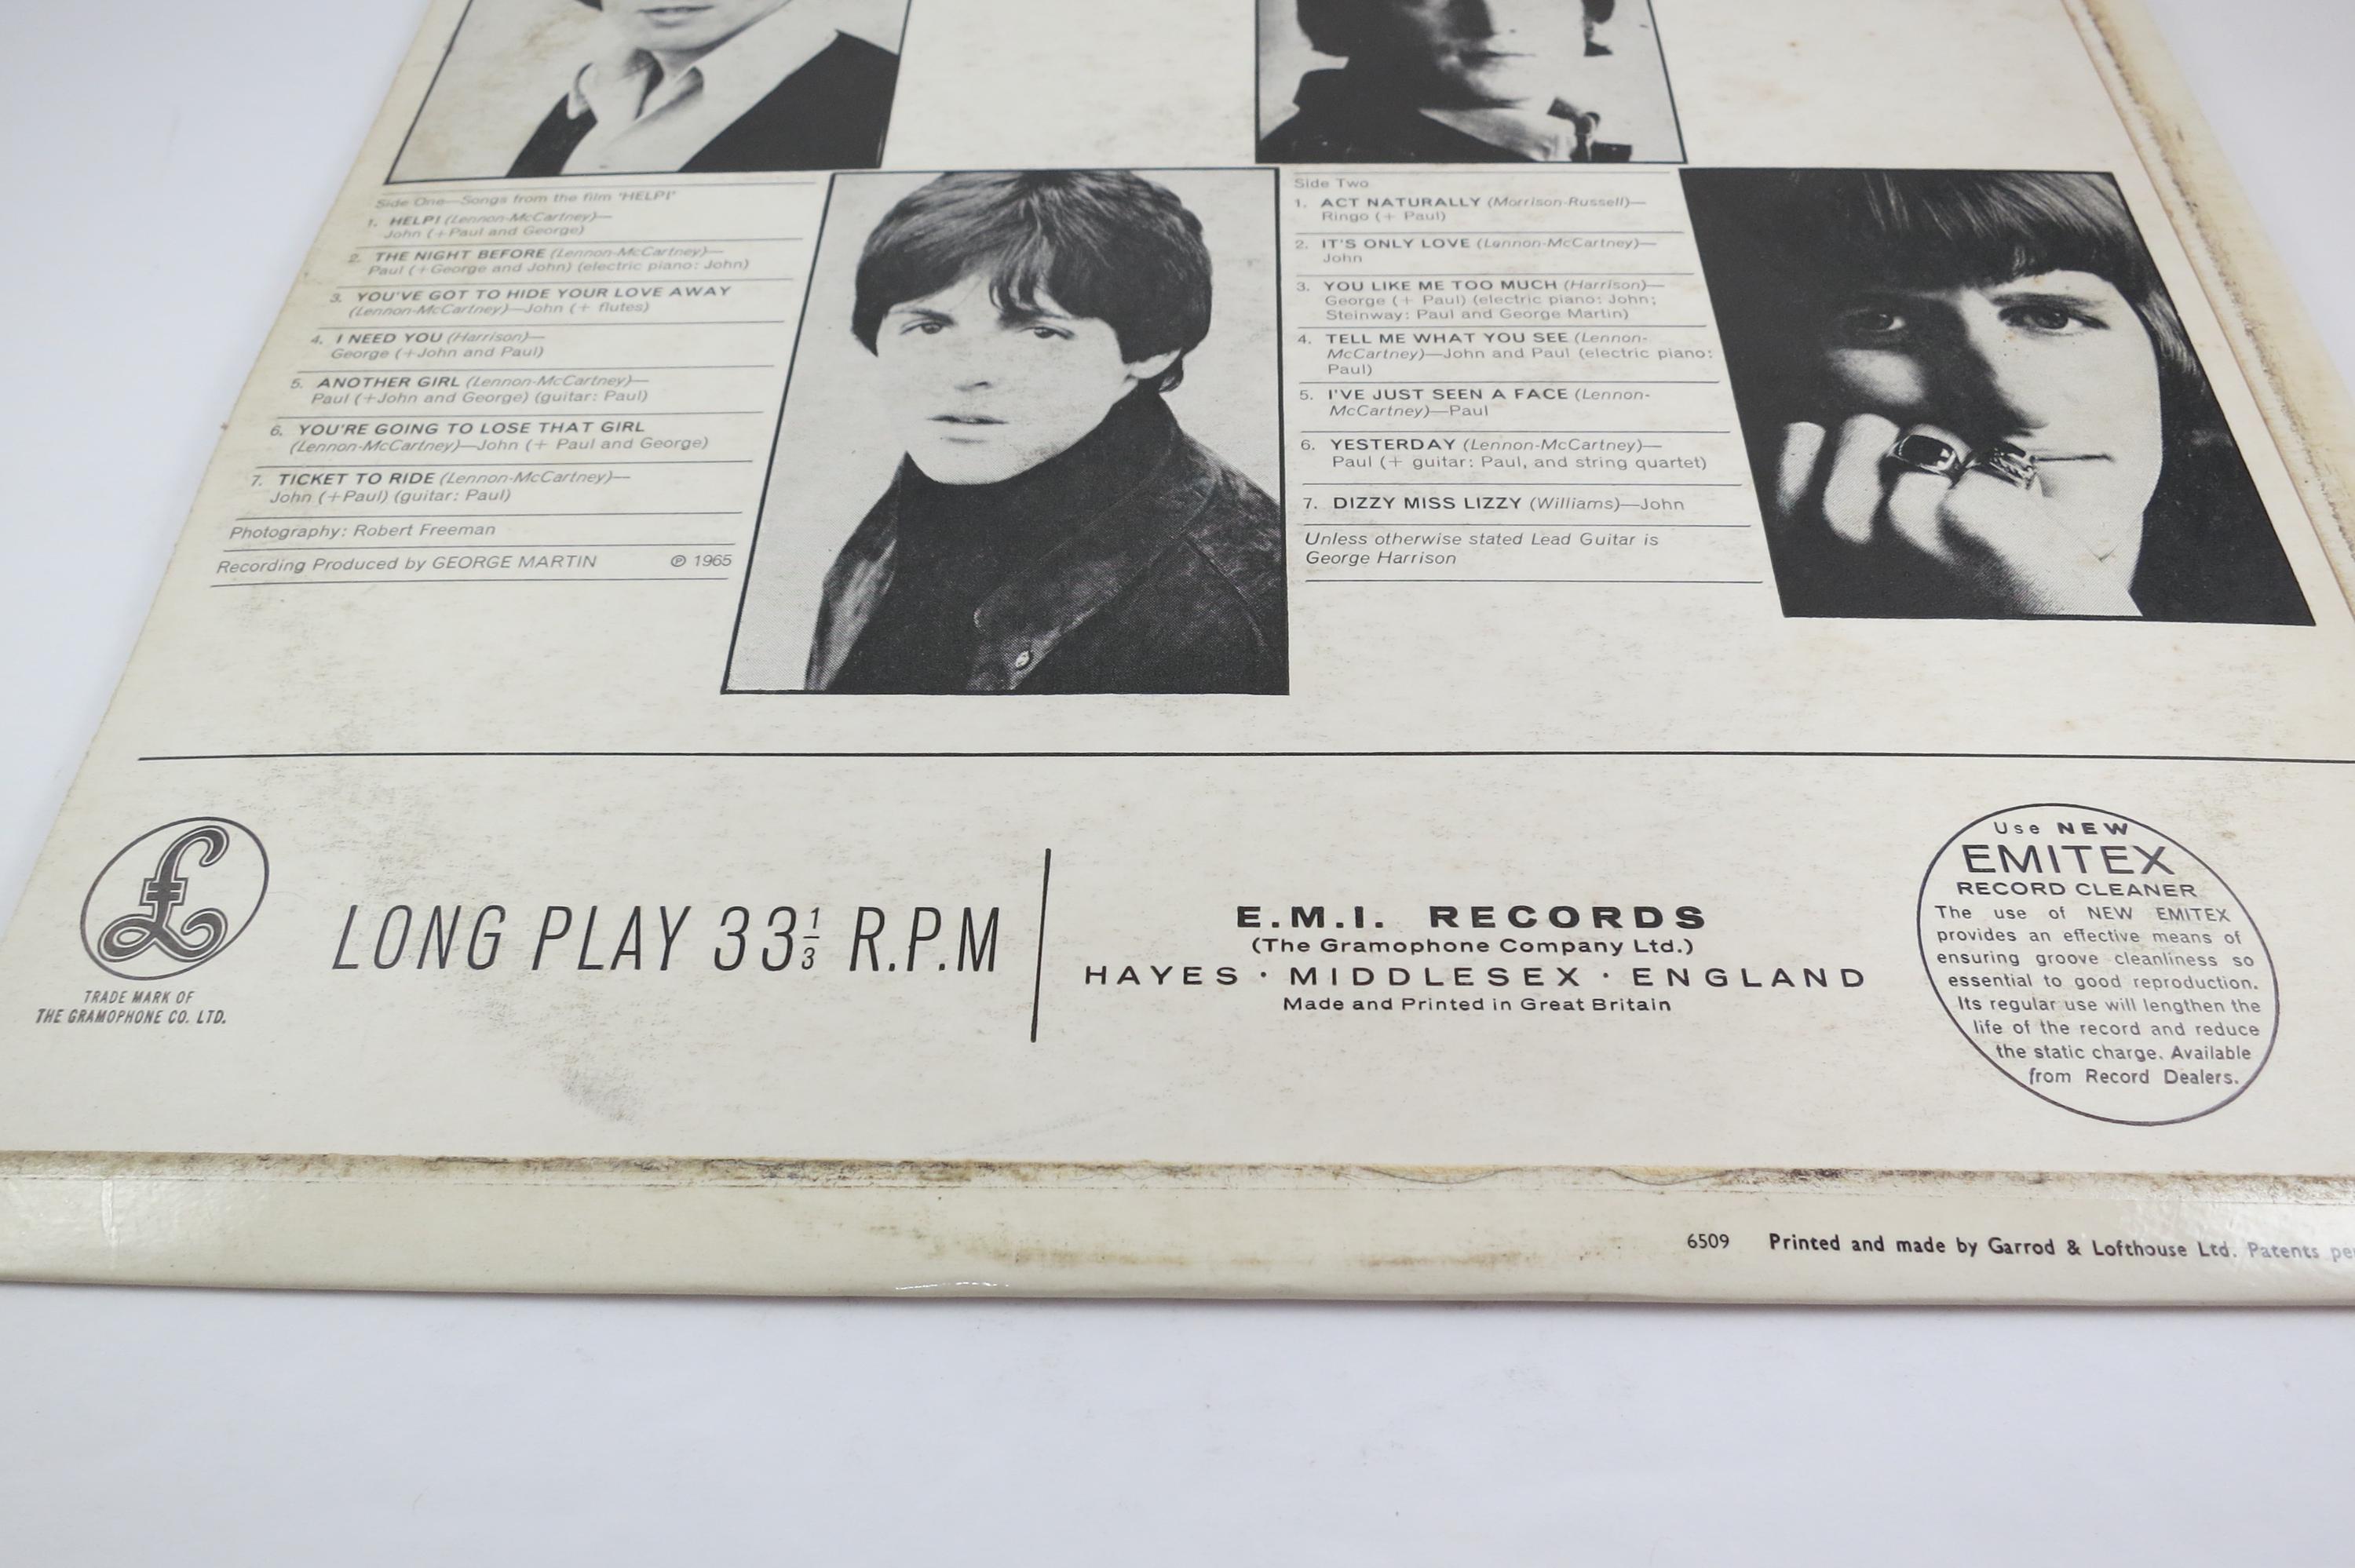 Side One—Songs from the film 'HELP!'
1. HELP! (Lennon-McCartney)—
John (+Paul and George)
2. THE NIGHT BEFORE (Lennon-McCartney)—
Paul (+George and John) (electric piano: John)
3. YOU'VE GOT TO HIDE YOUR LOVE AWAY
(Lennon-McCartney)—John (+ flutes)
4. I NEED YOU (Harrison)—
George (+John and Paul)
5. ANOTHER GIRL (Lennon-McCartney)—
Paul (+John and George) (guitar: Paul)
6. YOU'RE GOING TO LOSE THAT GIRL
(Lennon-McCartney)—John (+ Paul and George)
7. TICKET TO RIDE (Lennon-McCartney)—
John (+Paul) (guitar: Paul)
Photography: Robert Freeman
Recording Produced by GEORGE MARTIN ℗ 1965
Side Two
1. ACT NATURALLY (Morrison-Russell)—
Ringo (+ Paul)
2. IT'S ONLY LOVE (Lennon-McCartney)—
John
3. YOU LIKE ME TOO MUCH (Harrison)—
George (+ Paul) (electric piano: John;
Steinway: Paul and George Martin)
4. TELL ME WHAT YOU SEE (Lennon-
McCartney)—John and Paul (electric piano:
Paul)
5. I'VE JUST SEEN A FACE (Lennon-
McCartney)—Paul
6. YESTERDAY (Lennon-McCartney)—
Paul (+ guitar: Paul, and string quartet)
7. DIZZY MISS LIZZY (Williams)—John
Unless otherwise stated Lead Guitar is
George Harrison
£
TRADE MARK OF
THE GRAMOPHONE CO. LTD.
LONG PLAY 33⅓ R.P.M
E.M.I. RECORDS
(The Gramophone Company Ltd.)
HAYES · MIDDLESEX · ENGLAND
Made and Printed in Great Britain
Use NEW
EMITEX
RECORD CLEANER
The use of NEW EMITEX
provides an effective means of
ensuring groove cleanliness so
essential to good reproduction.
Its regular use will lengthen the
life of the record and reduce
the static charge. Available
from Record Dealers.
6509 Printed and made by Garrod & Lofthouse Ltd. Patents